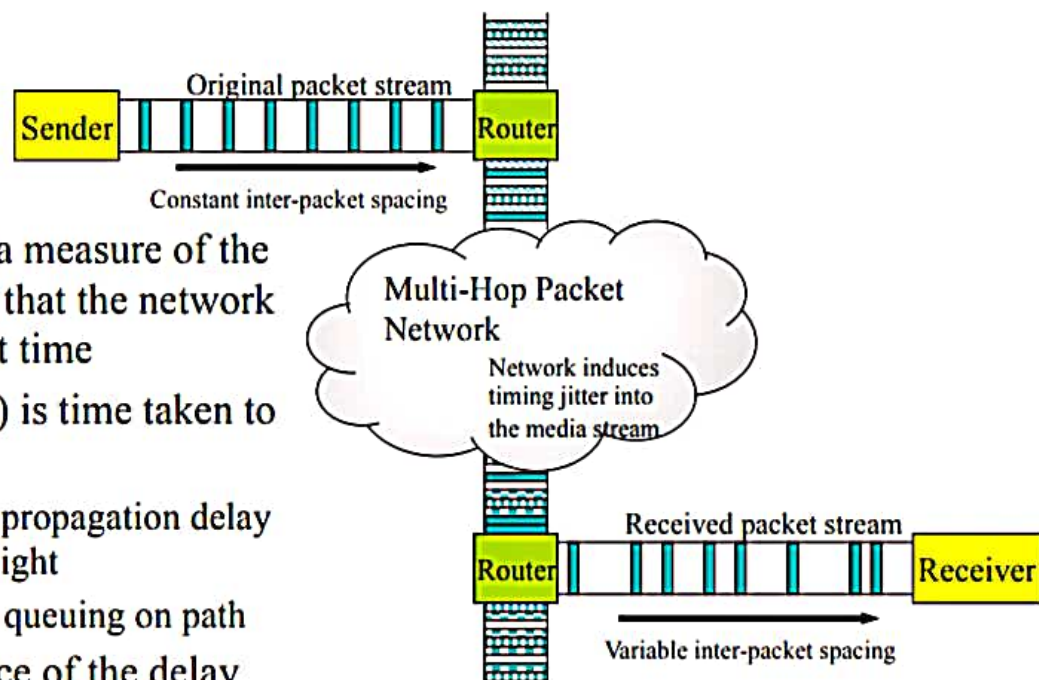 Original packet stream
Sender
Router
Constant inter-packet spacing
a measure of the
that the network
t time
) is time taken to
propagation delay
ight
queuing on path
ce of the delay
Multi-Hop Packet
Network
Network induces
timing jitter into
the media stream
Received packet stream
Router
Receiver
Variable inter-packet spacing